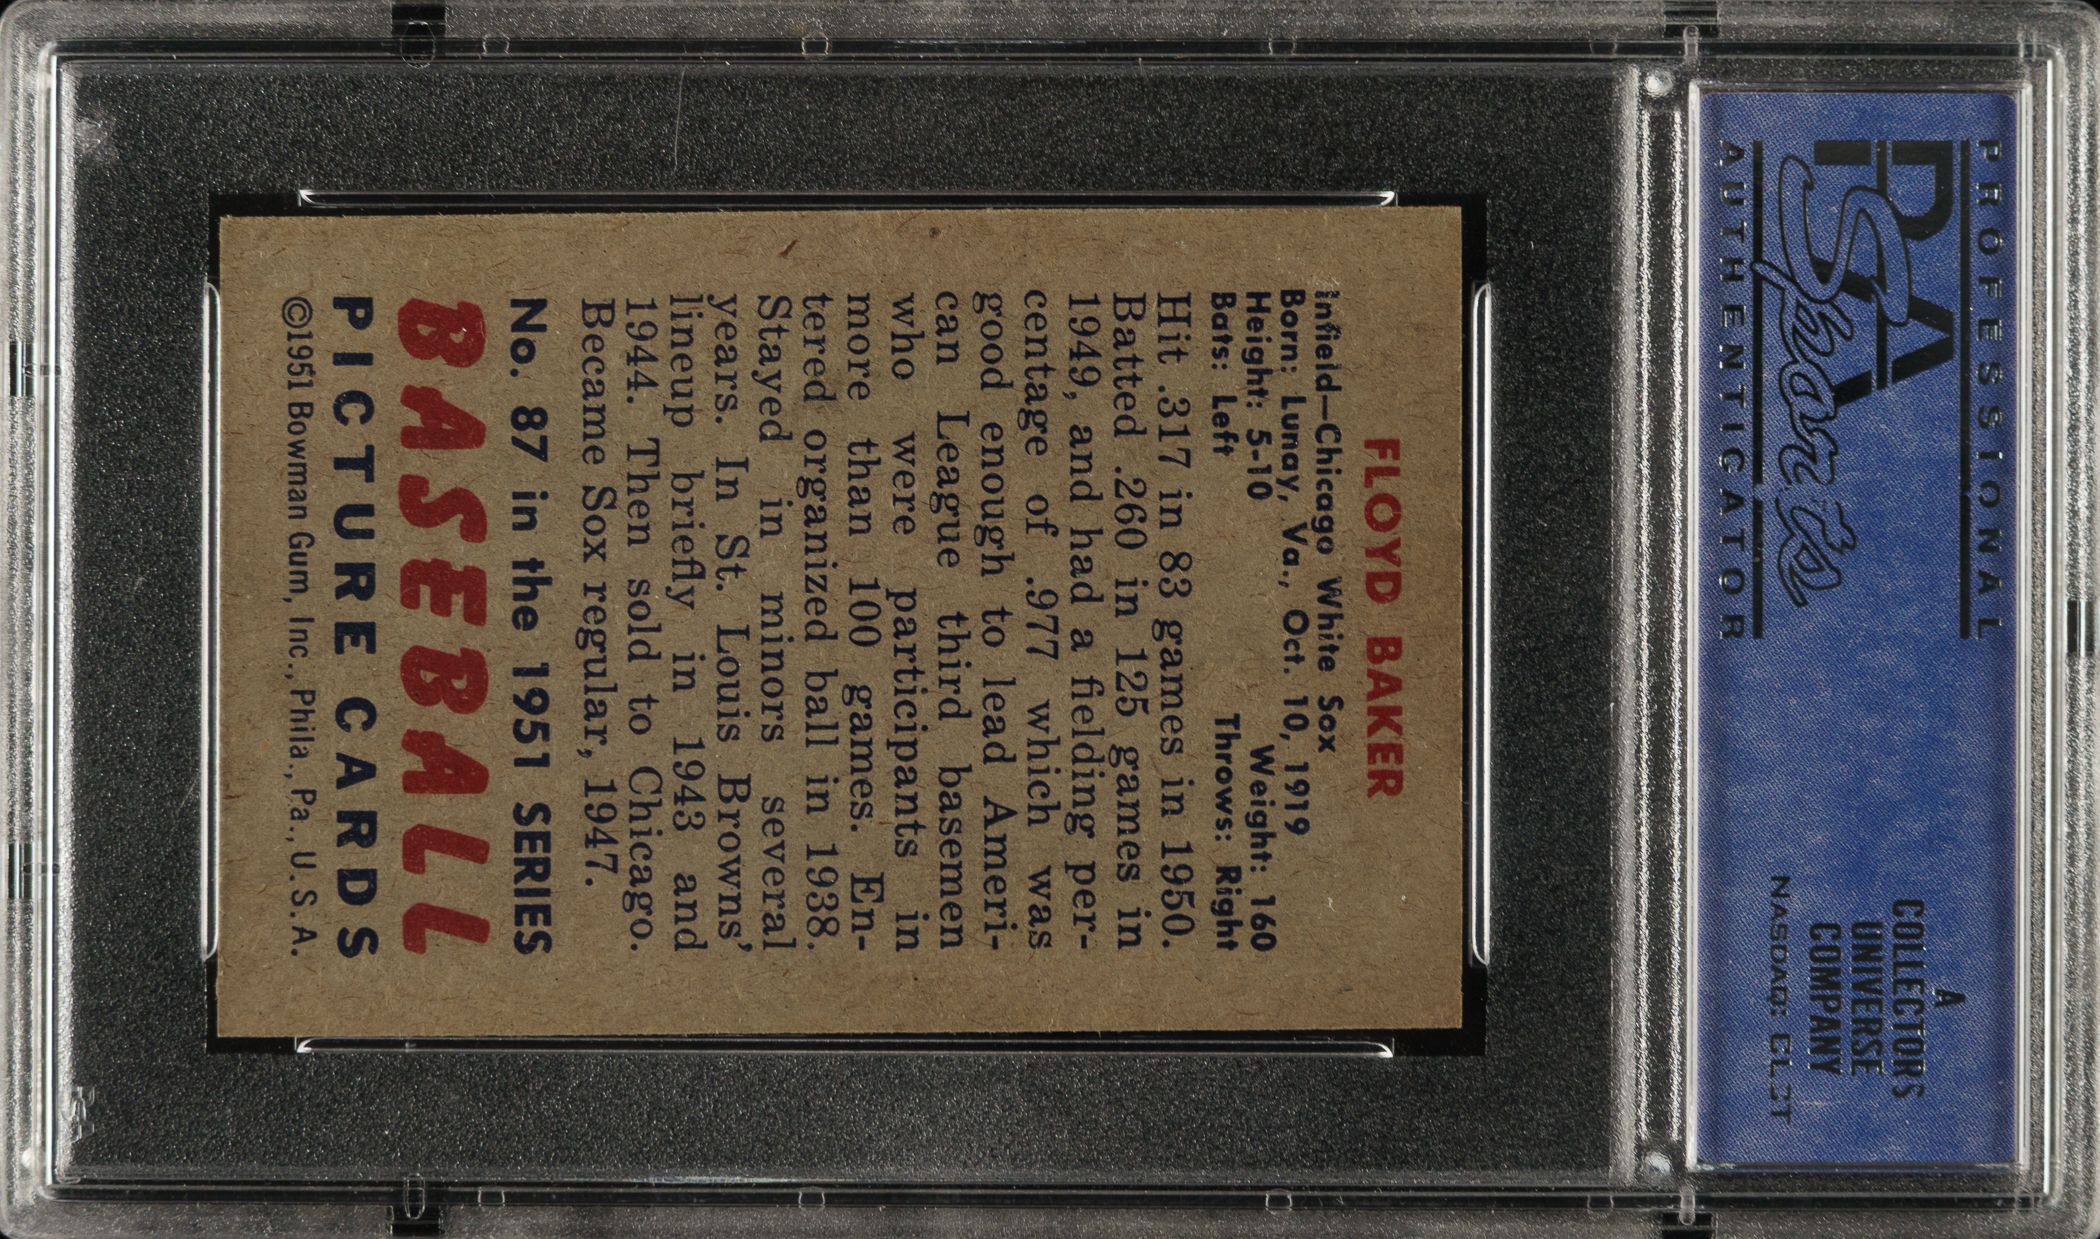 PROFESSIONAL
PSA
Sports
AUTHENTICATOR
A
COLLECTORS
UNIVERSE
COMPANY
NASDAQ: CLCT
FLOYD BAKER
Infield—Chicago White Sox
Born: Lunay, Va., Oct. 10, 1919
Height: 5-10 Weight: 160
Bats: Left Throws: Right
Hit .317 in 83 games in 1950.
Batted .260 in 125 games in
1949, and had a fielding per-
centage of .977 which was
good enough to lead Ameri-
can League third basemen
who were participants in
more than 100 games. En-
tered organized ball in 1938.
Stayed in minors several
years. In St. Louis Browns'
lineup briefly in 1943 and
1944. Then sold to Chicago.
Became Sox regular, 1947.
No. 87 in the 1951 SERIES
BASEBALL
PICTURE CARDS
©1951 Bowman Gum, Inc., Phila., Pa., U.S.A.